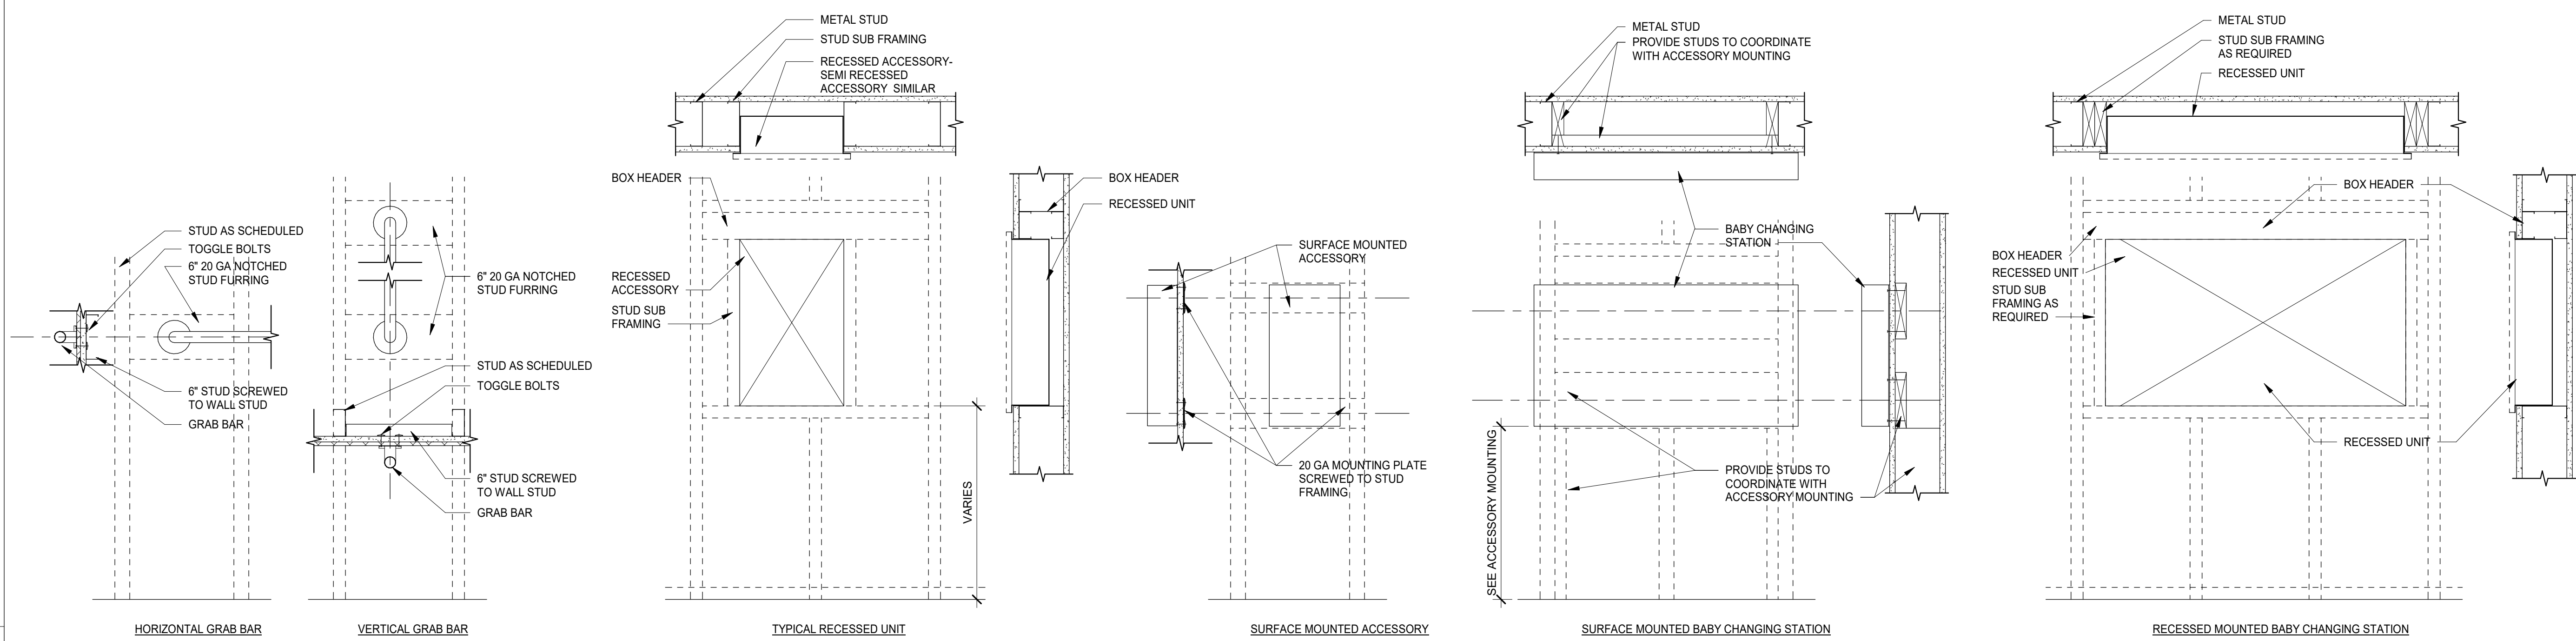 STUD AS SCHEDULED
TOGGLE BOLTS
6" 20 GA NOTCHED
STUD FURRING
6" STUD SCREWED
TO WALL STUD
GRAB BAR
HORIZONTAL GRAB BAR
6" 20 GA NOTCHED
STUD FURRING
STUD AS SCHEDULED
TOGGLE BOLTS
6" STUD SCREWED
TO WALL STUD
GRAB BAR
VERTICAL GRAB BAR
METAL STUD
STUD SUB FRAMING
RECESSED ACCESSORY-
SEMI RECESSED
ACCESSORY SIMILAR
BOX HEADER
RECESSED
ACCESSORY
STUD SUB
FRAMING
BOX HEADER
RECESSED UNIT
VARIES
TYPICAL RECESSED UNIT
SURFACE MOUNTED
ACCESSORY
20 GA MOUNTING PLATE
SCREWED TO STUD
FRAMING
SURFACE MOUNTED ACCESSORY
METAL STUD
PROVIDE STUDS TO COORDINATE
WITH ACCESSORY MOUNTING
BABY CHANGING
STATION
PROVIDE STUDS TO
COORDINATE WITH
ACCESSORY MOUNTING
SEE ACCESSORY MOUNTING
SURFACE MOUNTED BABY CHANGING STATION
METAL STUD
STUD SUB FRAMING
AS REQUIRED
RECESSED UNIT
BOX HEADER
BOX HEADER
RECESSED UNIT
STUD SUB
FRAMING AS
REQUIRED
RECESSED UNIT
RECESSED MOUNTED BABY CHANGING STATION